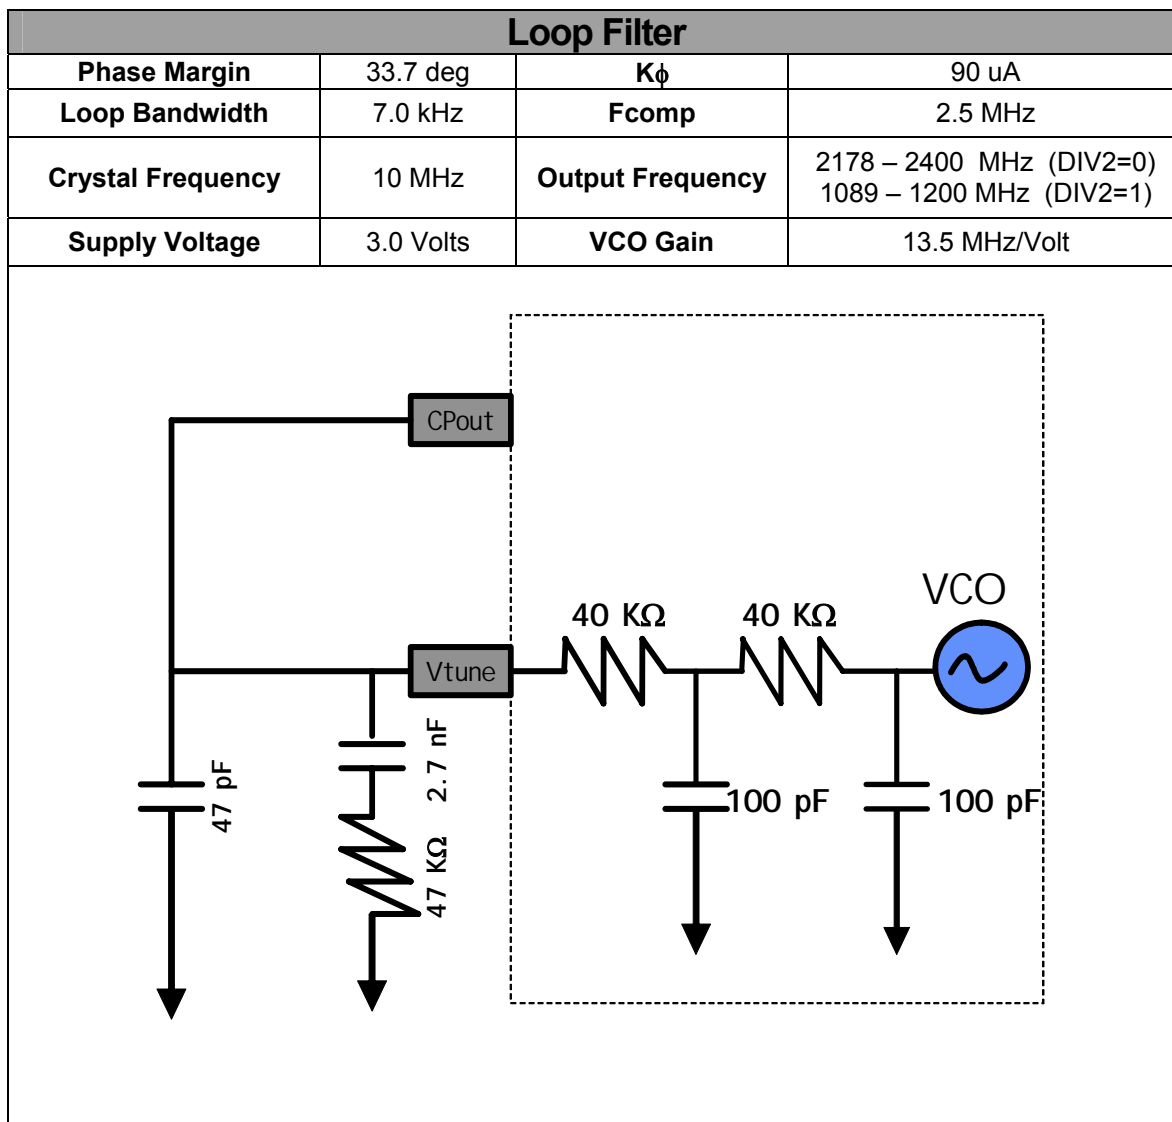 Loop Filter
Phase Margin 33.7 deg Kϕ 90 uA
Loop Bandwidth 7.0 kHz Fcomp 2.5 MHz
Crystal Frequency 10 MHz Output Frequency 2178 – 2400 MHz (DIV2=0)
1089 – 1200 MHz (DIV2=1)
Supply Voltage 3.0 Volts VCO Gain 13.5 MHz/Volt
CPout
VCO
40 KΩ 40 KΩ
Vtune
47 pF
2.7 nF
47 KΩ
100 pF 100 pF